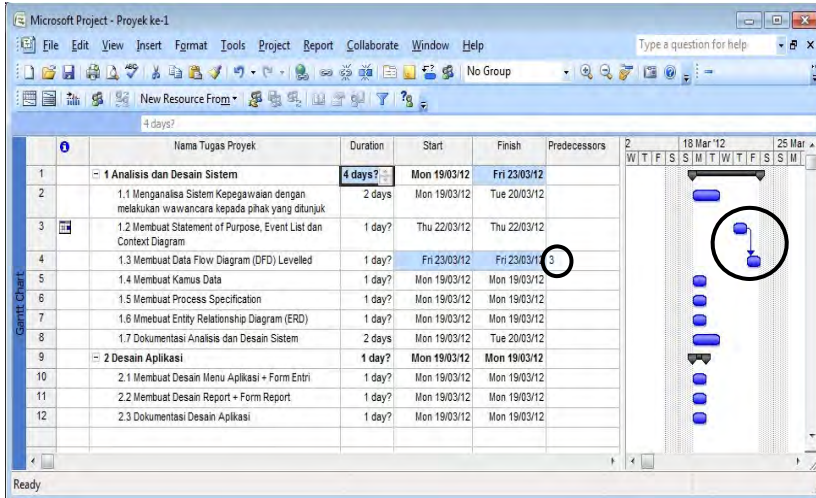 Microsoft Project - Proyek ke-1
File Edit View Insert Format Tools Project Report Collaborate Window Help
Type a question for help
No Group
New Resource From
4 days?
Nama Tugas Proyek Duration Start Finish Predecessors
2 18 Mar '12 25 Mar
W T F S S M T W T F S S M
1 1 Analisis dan Desain Sistem 4 days? Mon 19/03/12 Fri 23/03/12
2 1.1 Menganalisa Sistem Kepegawaian dengan 2 days Mon 19/03/12 Tue 20/03/12
melakukan wawancara kepada pihak yang ditunjuk
3 1.2 Membuat Statement of Purpose, Event List dan 1 day? Thu 22/03/12 Thu 22/03/12
Context Diagram
4 1.3 Membuat Data Flow Diagram (DFD) Levelled 1 day? Fri 23/03/12 Fri 23/03/12 3
5 1.4 Membuat Kamus Data 1 day? Mon 19/03/12 Mon 19/03/12
6 1.5 Membuat Process Specification 1 day? Mon 19/03/12 Mon 19/03/12
7 1.6 Mmebuat Entity Relationship Diagram (ERD) 1 day? Mon 19/03/12 Mon 19/03/12
8 1.7 Dokumentasi Analisis dan Desain Sistem 2 days Mon 19/03/12 Tue 20/03/12
9 2 Desain Aplikasi 1 day? Mon 19/03/12 Mon 19/03/12
10 2.1 Membuat Desain Menu Aplikasi + Form Entri 1 day? Mon 19/03/12 Mon 19/03/12
11 2.2 Membuat Desain Report + Form Report 1 day? Mon 19/03/12 Mon 19/03/12
12 2.3 Dokumentasi Desain Aplkasi 1 day? Mon 19/03/12 Mon 19/03/12
Gantt Chart
Ready